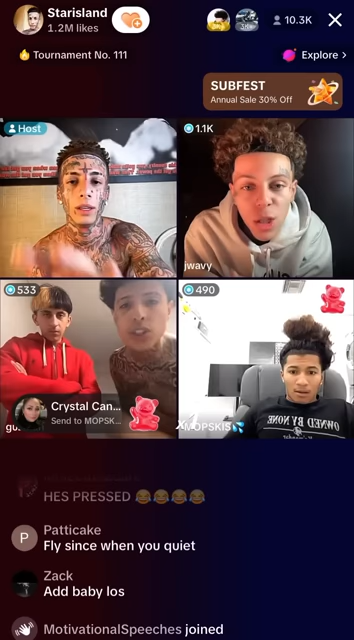 Starisland
1.2M likes
10.3K
Tournament No. 111
Explore >
SUBFEST
Annual Sale 30% Off
Host
1.1K
jwavy
533
490
Crystal Can...
Send to MOPSK...
MOPSKIS💦
OWNED BY NONE
HES PRESSED 😂😂😂😂
P
Patticake
Fly since when you quiet
Zack
Add baby los
MotivationalSpeeches joined